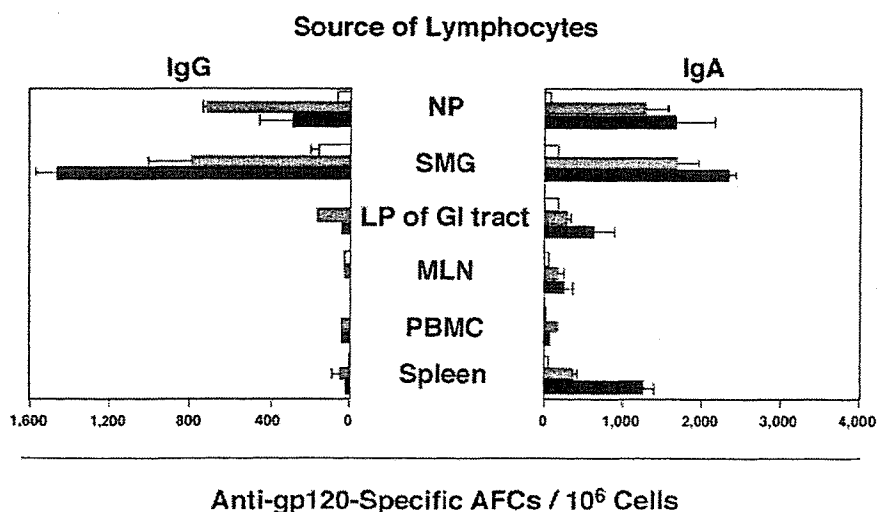 Source of Lymphocytes
IgG
IgA
NP
SMG
LP of GI tract
MLN
PBMC
Spleen
1,600 1,200 800 400 0
0 1,000 2,000 3,000 4,000
Anti-gp120-Specific AFCs / 10⁶ Cells